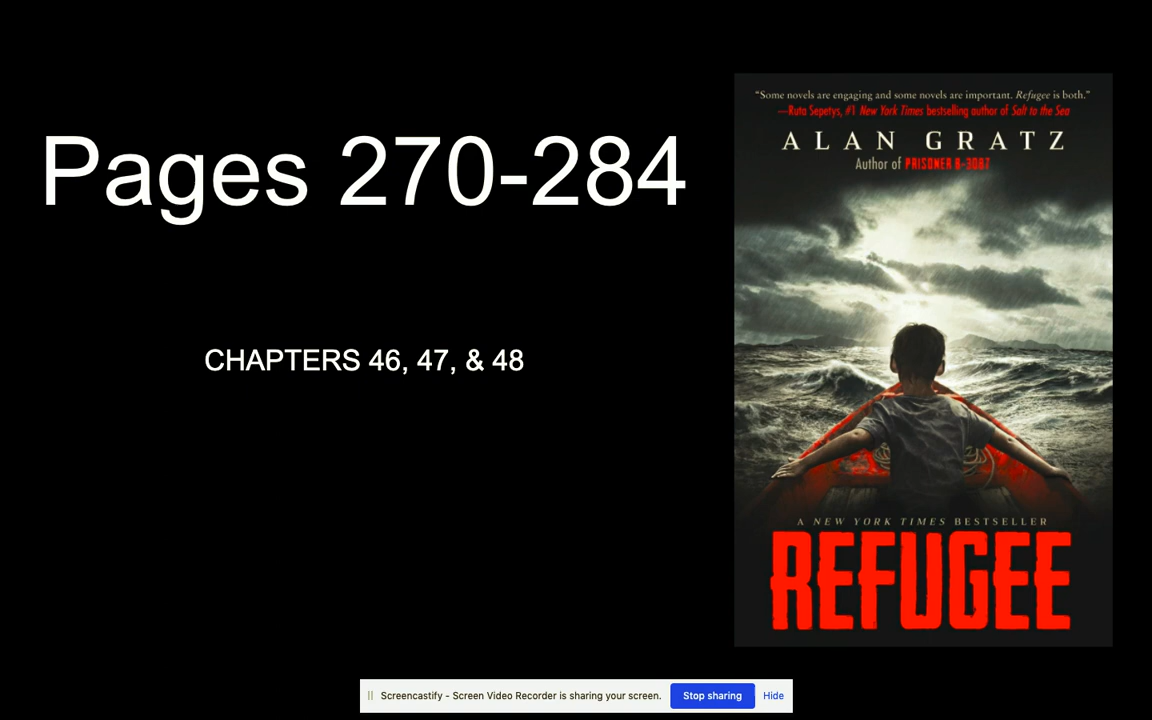 Pages 270-284
CHAPTERS 46, 47, & 48
“Some novels are engaging and some novels are important. Refugee is both.”
—Ruta Sepetys, #1 New York Times bestselling author of Salt to the Sea
ALAN GRATZ
Author of PRISONER B-3087
A NEW YORK TIMES BESTSELLER
REFUGEE
Screencastify - Screen Video Recorder is sharing your screen. Stop sharing Hide